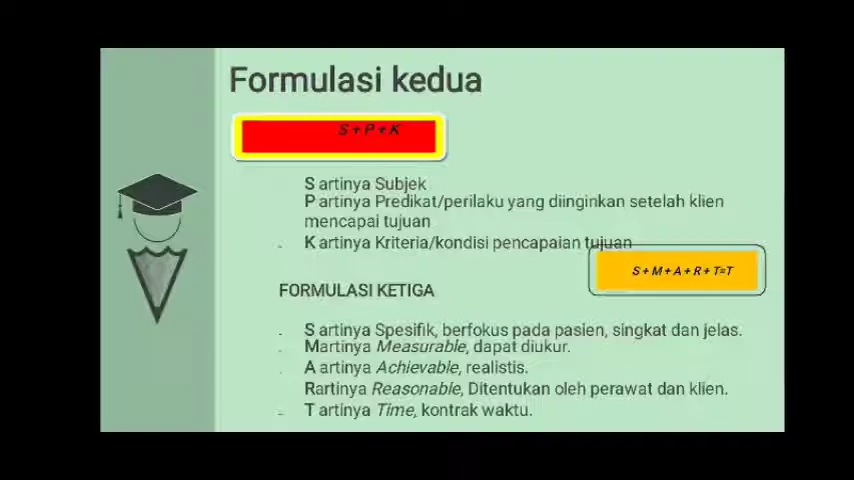 Formulasi kedua
S + P + K
S artinya Subjek
P artinya Predikat/perilaku yang diinginkan setelah klien
mencapai tujuan
- K artinya Kriteria/kondisi pencapaian tujuan
S + M + A + R + T=T
FORMULASI KETIGA
- S artinya Spesifik, berfokus pada pasien, singkat dan jelas.
- Martinya Measurable, dapat diukur.
- A artinya Achievable, realistis.
Rartinya Reasonable, Ditentukan oleh perawat dan klien.
- T artinya Time, kontrak waktu.